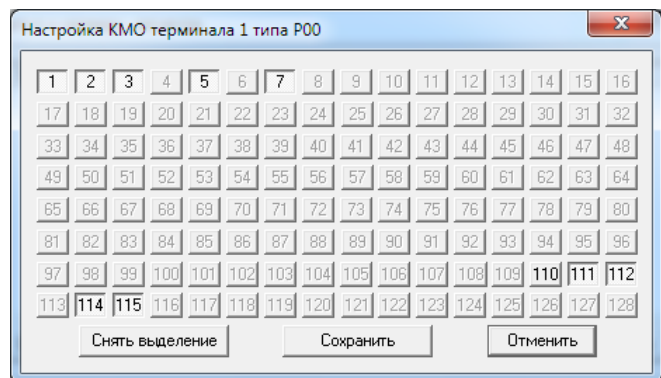 Настройка КМО терминала 1 типа P00
1 2 3 4 5 6 7 8 9 10 11 12 13 14 15 16
17 18 19 20 21 22 23 24 25 26 27 28 29 30 31 32
33 34 35 36 37 38 39 40 41 42 43 44 45 46 47 48
49 50 51 52 53 54 55 56 57 58 59 60 61 62 63 64
65 66 67 68 69 70 71 72 73 74 75 76 77 78 79 80
81 82 83 84 85 86 87 88 89 90 91 92 93 94 95 96
97 98 99 100 101 102 103 104 105 106 107 108 109 110 111 112
113 114 115 116 117 118 119 120 121 122 123 124 125 126 127 128
Снять выделение Сохранить Отменить